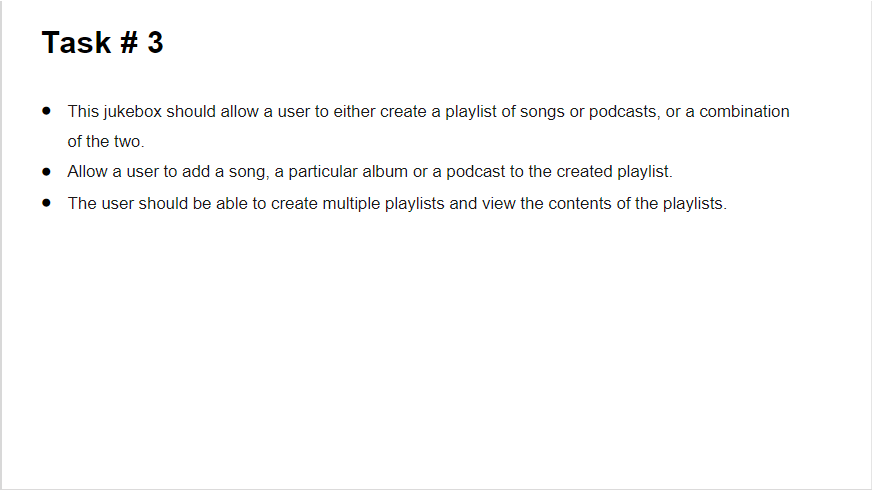 Task # 3
● This jukebox should allow a user to either create a playlist of songs or podcasts, or a combination
of the two.
● Allow a user to add a song, a particular album or a podcast to the created playlist.
● The user should be able to create multiple playlists and view the contents of the playlists.